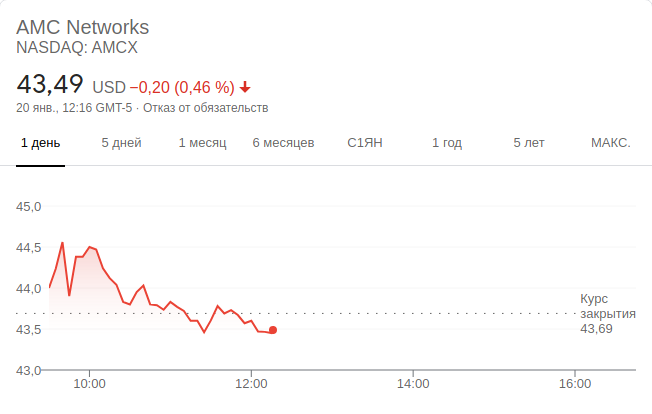 AMC Networks
NASDAQ: AMCX
43,49 USD −0,20 (0,46 %)
20 янв., 12:16 GMT-5 · Отказ от обязательств
1 день 5 дней 1 месяц 6 месяцев С1ЯН 1 год 5 лет МАКС.
45,0
44,5
44,0
43,5
43,0
Курс
закрытия
43,69
10:00 12:00 14:00 16:00